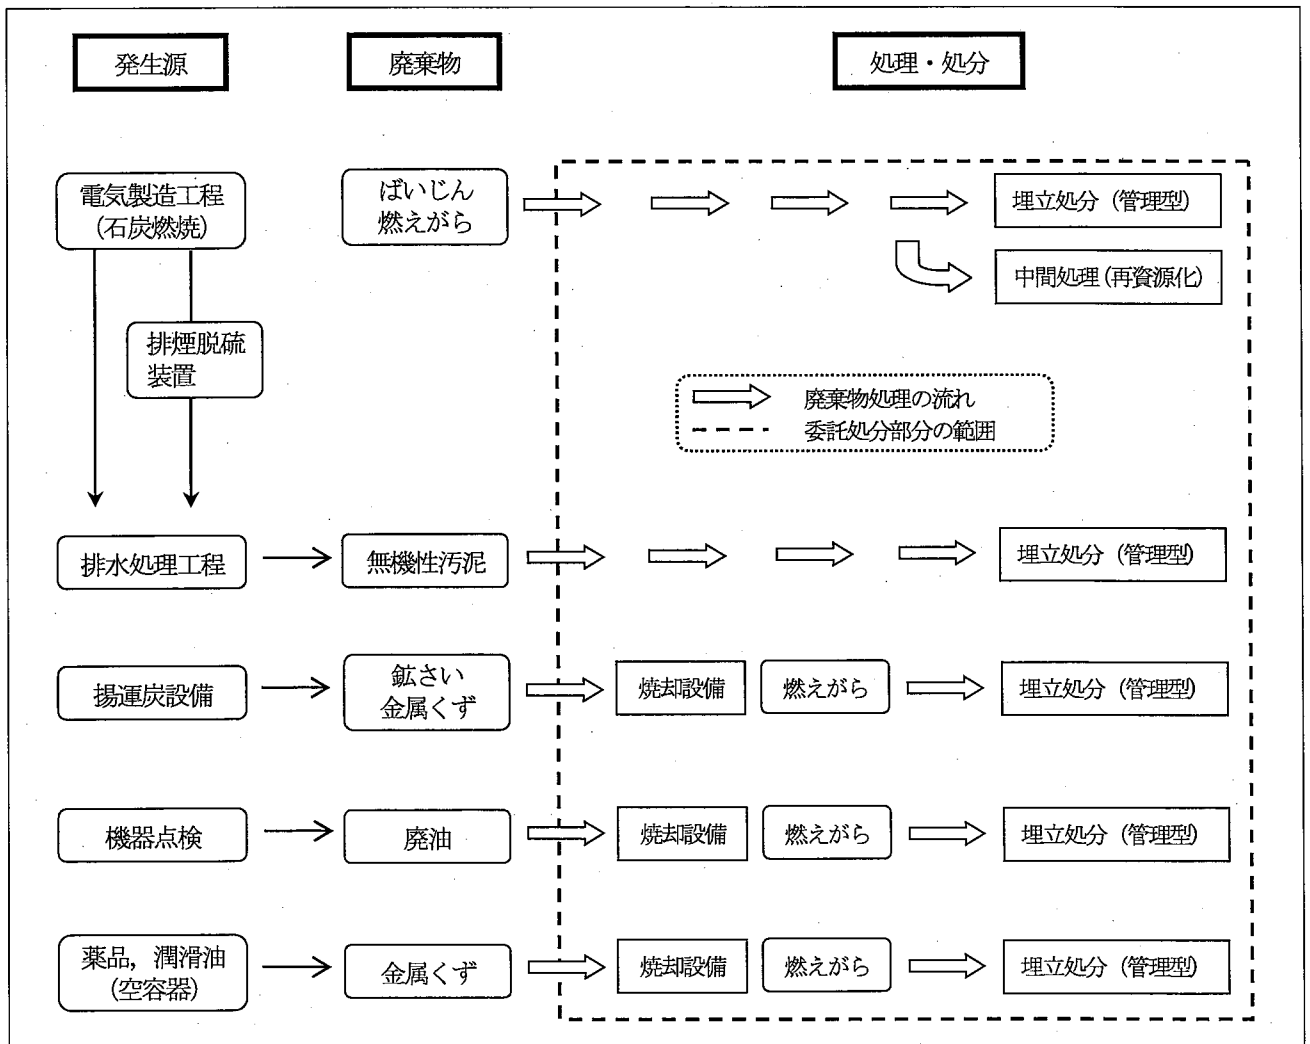 発生源
廃棄物
処理・処分
電気製造工程
(石炭燃焼)
ばいじん
燃えがら
埋立処分 (管理型)
中間処理 (再資源化)
排煙脱硫
装置
廃棄物処理の流れ
委託処分部分の範囲
排水処理工程
無機性汚泥
埋立処分 (管理型)
揚運炭設備
鉱さい
金属くず
焼却設備
燃えがら
埋立処分 (管理型)
機器点検
廃油
焼却設備
燃えがら
埋立処分 (管理型)
薬品，潤滑油
(空容器)
金属くず
焼却設備
燃えがら
埋立処分 (管理型)